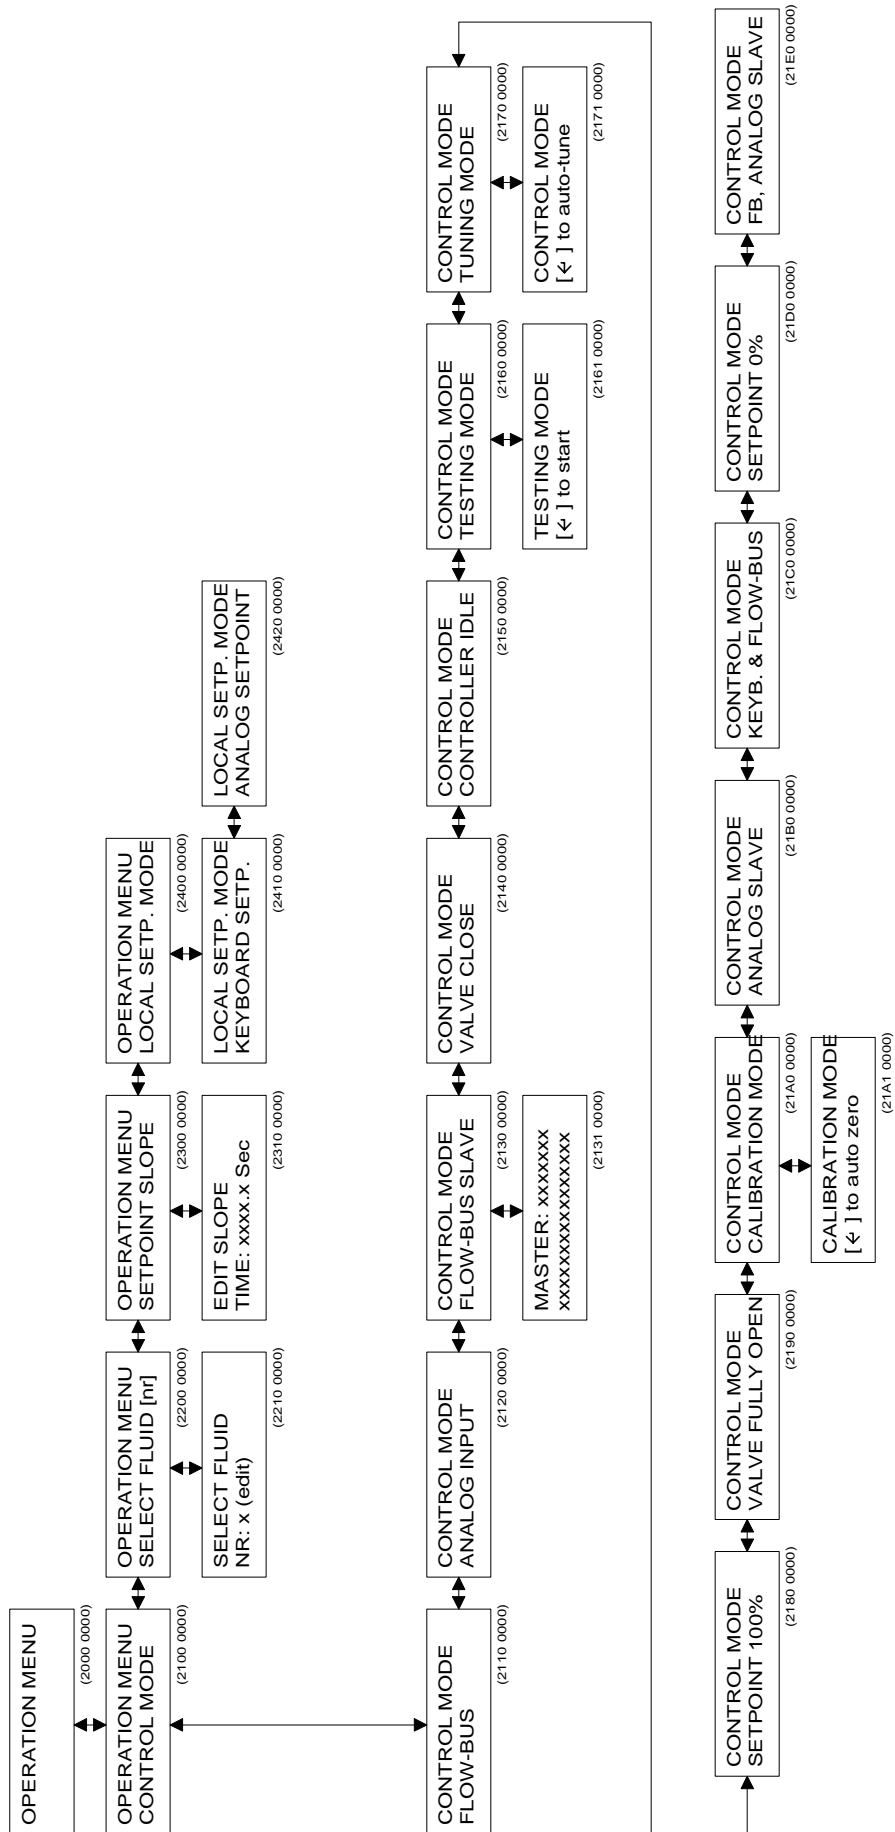 OPERATION MENU
(2000 0000)
OPERATION MENU
CONTROL MODE
(2100 0000)
OPERATION MENU
SELECT FLUID [nr]
(2200 0000)
OPERATION MENU
SETPOINT SLOPE
(2300 0000)
OPERATION MENU
LOCAL SETP. MODE
(2400 0000)
SELECT FLUID
NR: x (edit)
(2210 0000)
EDIT SLOPE
TIME: xxxx.x Sec
(2310 0000)
LOCAL SETP. MODE
KEYBOARD SETP.
(2410 0000)
LOCAL SETP. MODE
ANALOG SETPOINT
(2420 0000)
CONTROL MODE
FLOW-BUS
(2110 0000)
CONTROL MODE
ANALOG INPUT
(2120 0000)
CONTROL MODE
FLOW-BUS SLAVE
(2130 0000)
CONTROL MODE
VALVE CLOSE
(2140 0000)
CONTROL MODE
CONTROLLER IDLE
(2150 0000)
CONTROL MODE
TESTING MODE
(2160 0000)
CONTROL MODE
TUNING MODE
(2170 0000)
MASTER: xxxxxxx
xxxxxxxxxxxxxxxx
(2131 0000)
TESTING MODE
[↵] to start
(2161 0000)
CONTROL MODE
[↵] to auto-tune
(2171 0000)
CONTROL MODE
SETPOINT 100%
(2180 0000)
CONTROL MODE
VALVE FULLY OPEN
(2190 0000)
CONTROL MODE
CALIBRATION MODE
(21A0 0000)
CONTROL MODE
ANALOG SLAVE
(21B0 0000)
CONTROL MODE
KEYB. & FLOW-BUS
(21C0 0000)
CONTROL MODE
SETPOINT 0%
(21D0 0000)
CONTROL MODE
FB, ANALOG SLAVE
(21E0 0000)
CALIBRATION MODE
[↵] to auto zero
(21A1 0000)